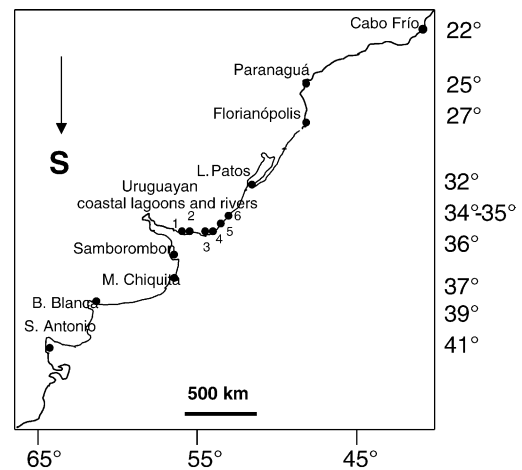 Cabo Frío
22°
Paranaguá
25°
Florianópolis
27°
S
L. Patos
32°
Uruguayan
coastal lagoons and rivers
34°-35°
1 2 3 4 5 6
Samborombon
36°
M. Chiquita
37°
B. Blanca
39°
S. Antonio
41°
500 km
65° 55° 45°